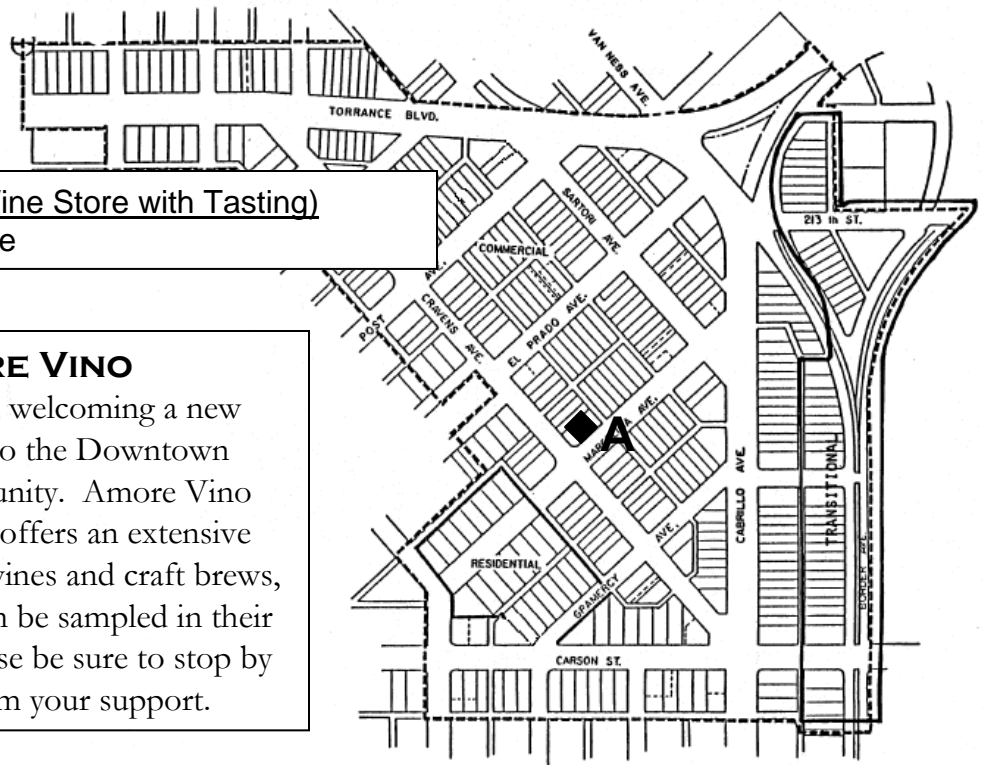 VAN NESS AVE.
TORRANCE BLVD.
ine Store with Tasting)
e
SARTORI AVE.
213 th ST.
COMMERCIAL
AVE.
CRAVENS AVE.
POST
EL PRADO AVE.
RE VINO
welcoming a new
o the Downtown
unity. Amore Vino
offers an extensive
vines and craft brews,
n be sampled in their
se be sure to stop by
m your support.
A
AVE.
CABRILLO AVE.
TRANSITIONAL
BORDER AVE.
RESIDENTIAL
GRAMERCY AVE.
CARSON ST.